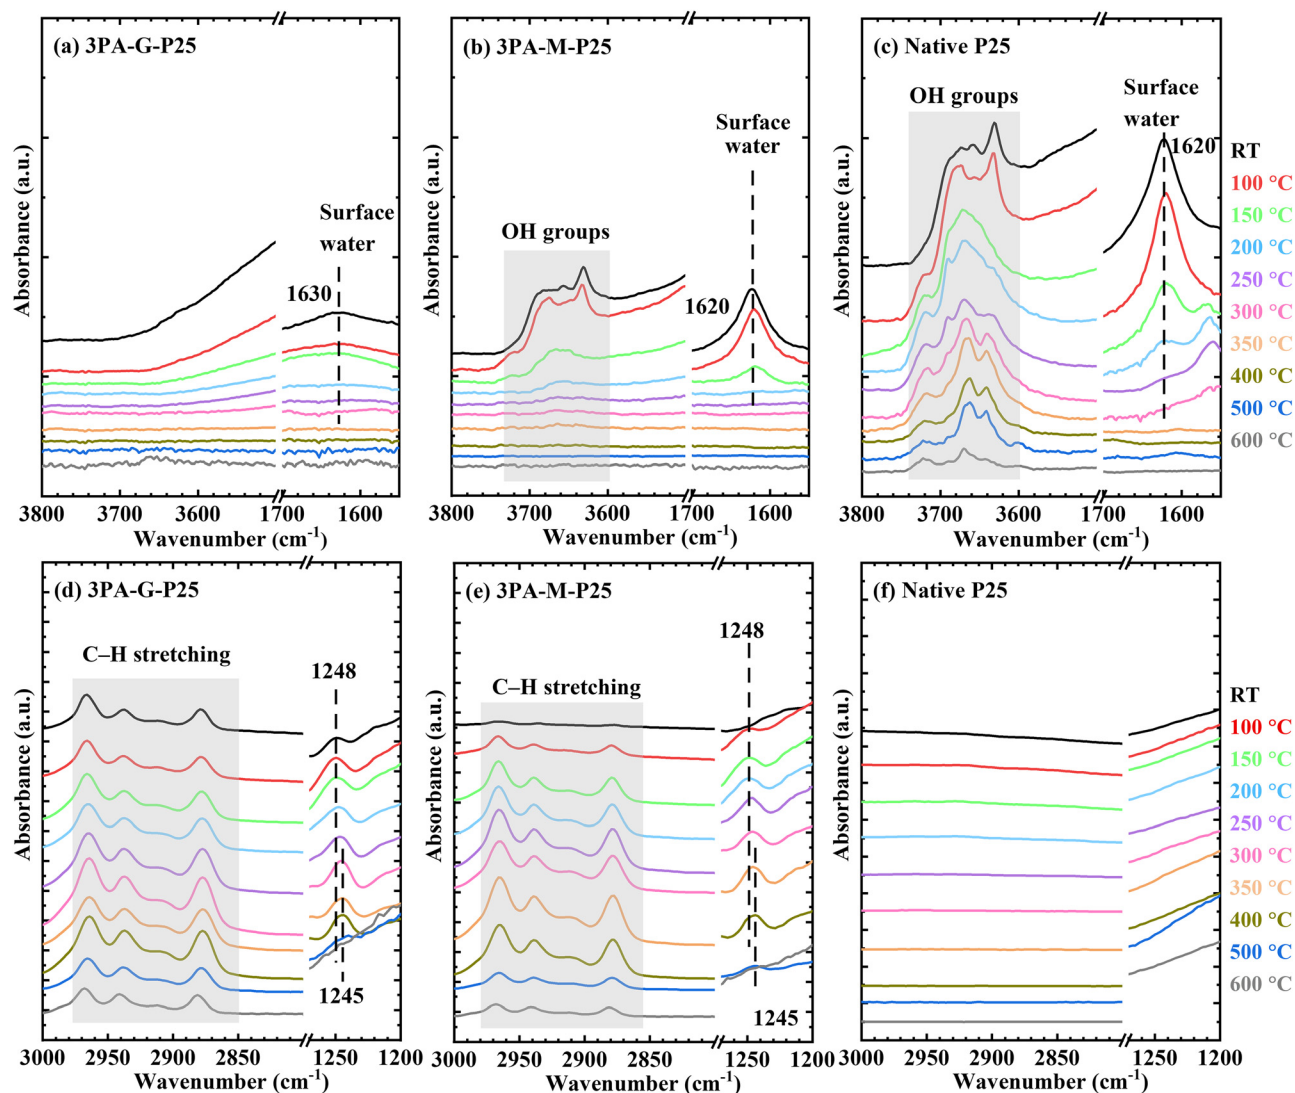 (a) 3PA-G-P25
Surface
water
1630
Absorbance (a.u.)
3800 3700 3600 1700 1600
Wavenumber (cm⁻¹)
(b) 3PA-M-P25
OH groups
Surface
water
1620
Absorbance (a.u.)
3800 3700 3600 1700 1600
Wavenumber (cm⁻¹)
(c) Native P25
OH groups
Surface
water
1620
Absorbance (a.u.)
3800 3700 3600 1700 1600
Wavenumber (cm⁻¹)
RT
100 °C
150 °C
200 °C
250 °C
300 °C
350 °C
400 °C
500 °C
600 °C
(d) 3PA-G-P25
C–H stretching
1248
1245
Absorbance (a.u.)
3000 2950 2900 2850 1250 1200
Wavenumber (cm⁻¹)
(e) 3PA-M-P25
C–H stretching
1248
1245
Absorbance (a.u.)
3000 2950 2900 2850 1250 1200
Wavenumber (cm⁻¹)
(f) Native P25
Absorbance (a.u.)
3000 2950 2900 2850 1250 1200
Wavenumber (cm⁻¹)
RT
100 °C
150 °C
200 °C
250 °C
300 °C
350 °C
400 °C
500 °C
600 °C